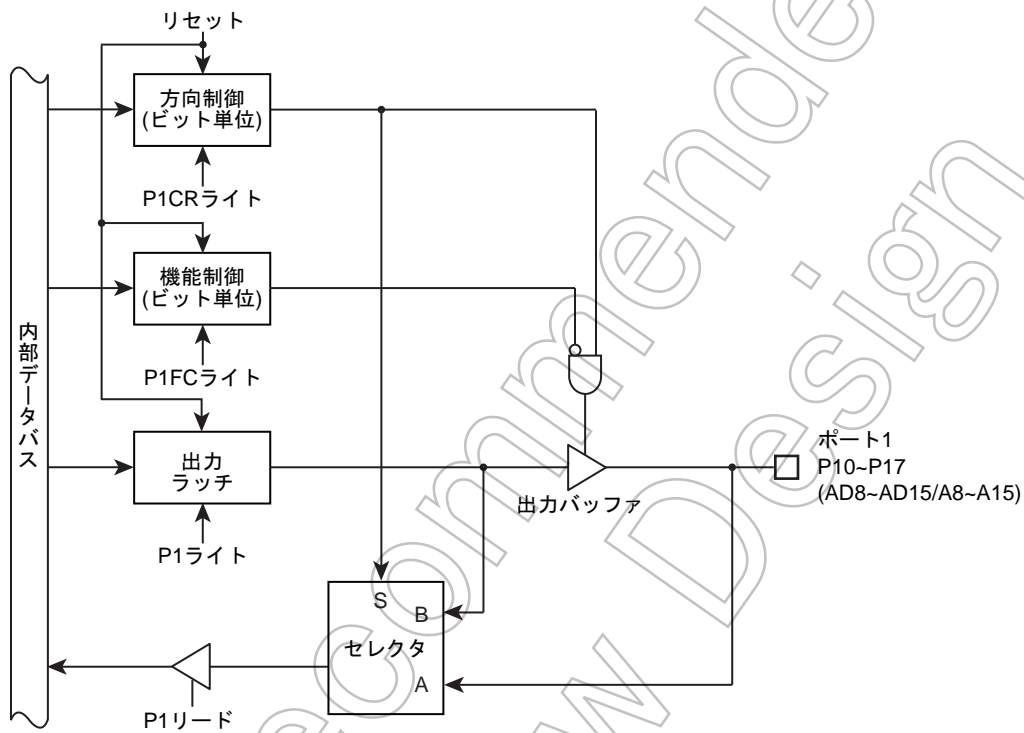 リセット
方向制御
(ビット単位)
P1CRライト
機能制御
(ビット単位)
P1FCライト
内部データバス
出力
ラッチ
P1ライト
出力バッファ
ポート1
P10~P17
(AD8~AD15/A8~A15)
S
B
セレクタ
A
P1リード
ecommende
w Design